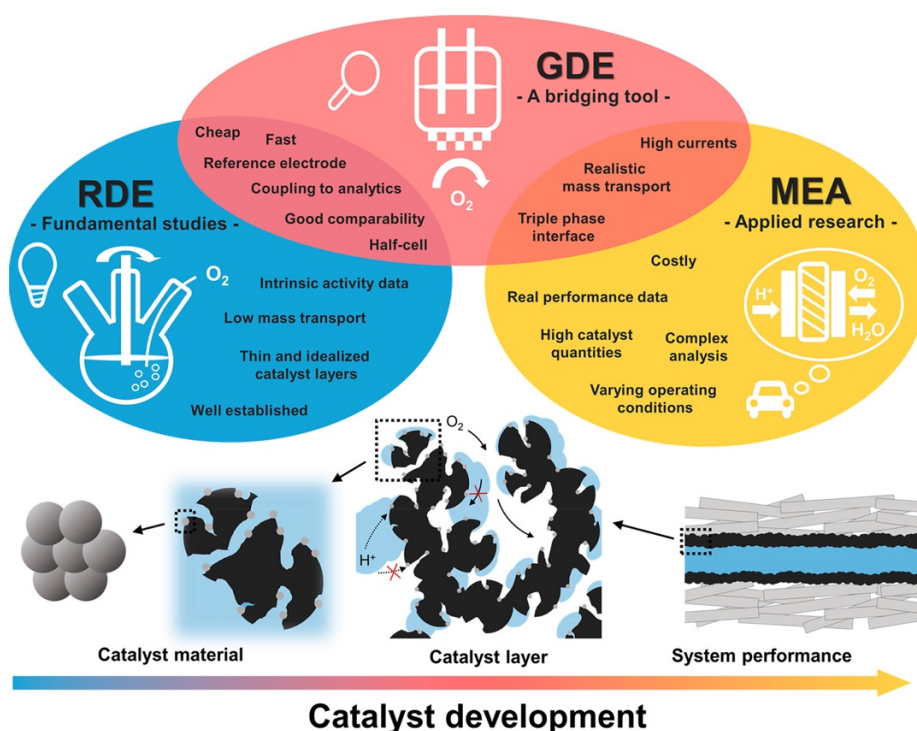 GDE
- A bridging tool -
Cheap
Fast
Reference electrode
Coupling to analytics
Good comparability
Half-cell
O₂
High currents
Realistic
mass transport
Triple phase
interface
RDE
- Fundamental studies -
O₂
Intrinsic activity data
Low mass transport
Thin and idealized
catalyst layers
Well established
MEA
- Applied research -
Costly
Real performance data
High catalyst
quantities
Complex
analysis
Varying operating
conditions
H⁺
O₂
H₂O
O₂
H⁺
Catalyst material
Catalyst layer
System performance
Catalyst development